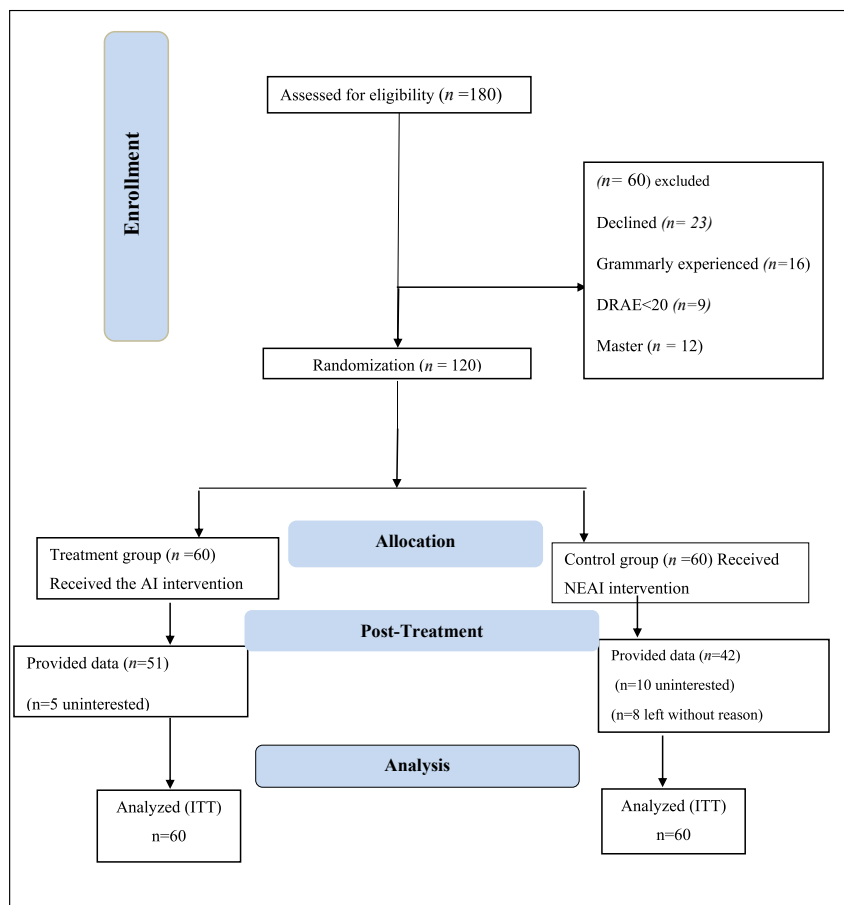 Enrollment
Assessed for eligibility (n =180)
(n= 60) excluded
Declined (n= 23)
Grammarly experienced (n=16)
DRAE<20 (n=9)
Master (n = 12)
Randomization (n = 120)
Allocation
Treatment group (n =60)
Received the AI intervention
Control group (n =60) Received
NEAI intervention
Post-Treatment
Provided data (n=51)
(n=5 uninterested)
Provided data (n=42)
(n=10 uninterested)
(n=8 left without reason)
Analysis
Analyzed (ITT)
n=60
Analyzed (ITT)
n=60